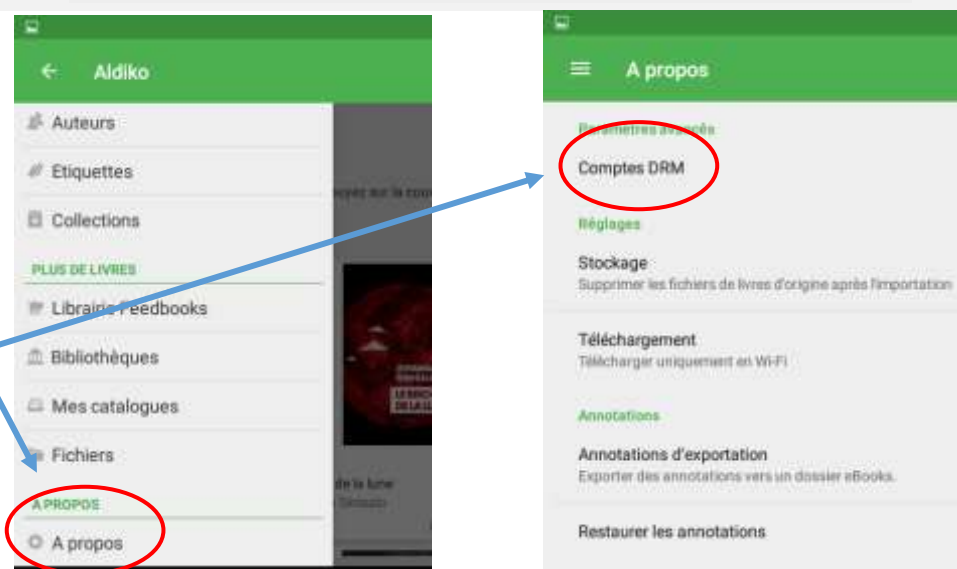 Aldiko
Auteurs
Etiquettes
Collections
PLUS DE LIVRES
Librairie Feedbooks
Bibliothèques
Mes catalogues
Fichiers
A PROPOS
A propos
de la lune
A propos
Paramètres avancés
Comptes DRM
Réglages
Stockage
Supprimer les fichiers de livres d'origine après l'importation
Téléchargement
Télécharger uniquement en Wi-Fi
Annotations
Annotations d'exportation
Exporter des annotations vers un dossier eBooks.
Restaurer les annotations